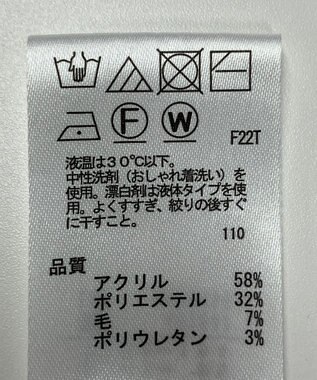 F W F22T
液温は30℃以下。
中性洗剤（おしゃれ着洗い）を
使用。漂白剤は液体タイプを使
用。よくすすぎ、絞りの後すぐ
に干すこと。
110
品質
アクリル 58%
ポリエステル 32%
毛 7%
ポリウレタン 3%